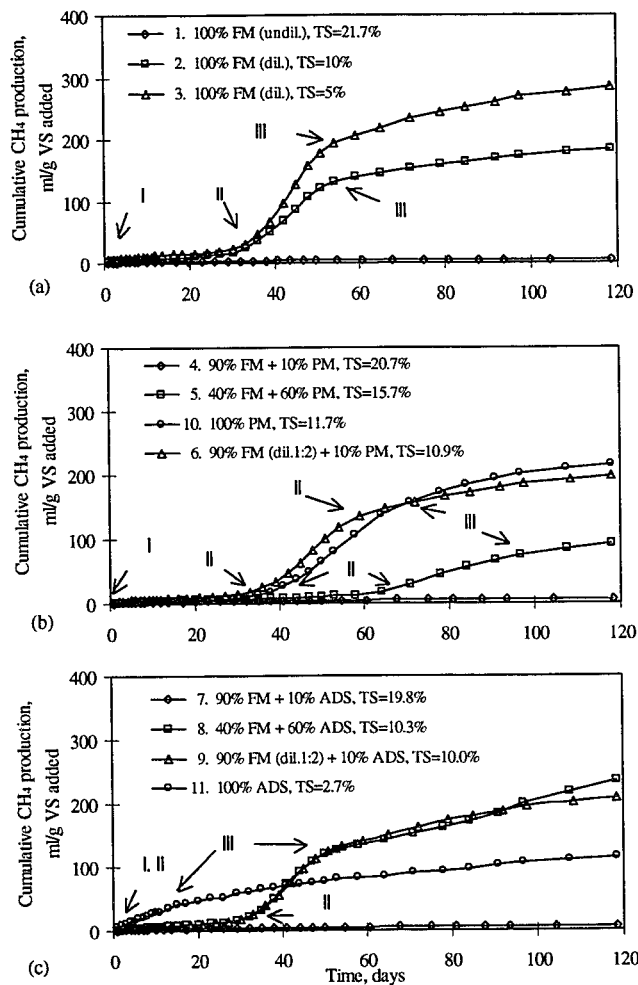 Cumulative CH₄ production,
ml/g VS added
400
300
200
100
0
1. 100% FM (undil.), TS=21.7%
2. 100% FM (dil.), TS=10%
3. 100% FM (dil.), TS=5%
I
II
III
III
0 20 40 60 80 100 120
(a)
Cumulative CH₄ production,
ml/g VS added
400
300
200
100
0
4. 90% FM + 10% PM, TS=20.7%
5. 40% FM + 60% PM, TS=15.7%
10. 100% PM, TS=11.7%
6. 90% FM (dil.1:2) + 10% PM, TS=10.9%
I
II
II
II
III
0 20 40 60 80 100 120
(b)
Cumulative CH₄ production,
ml/g VS added
400
300
200
100
0
7. 90% FM + 10% ADS, TS=19.8%
8. 40% FM + 60% ADS, TS=10.3%
9. 90% FM (dil.1:2) + 10% ADS, TS=10.0%
11. 100% ADS, TS=2.7%
I. II
III
II
0 20 40 60 80 100 120
(c)
Time, days